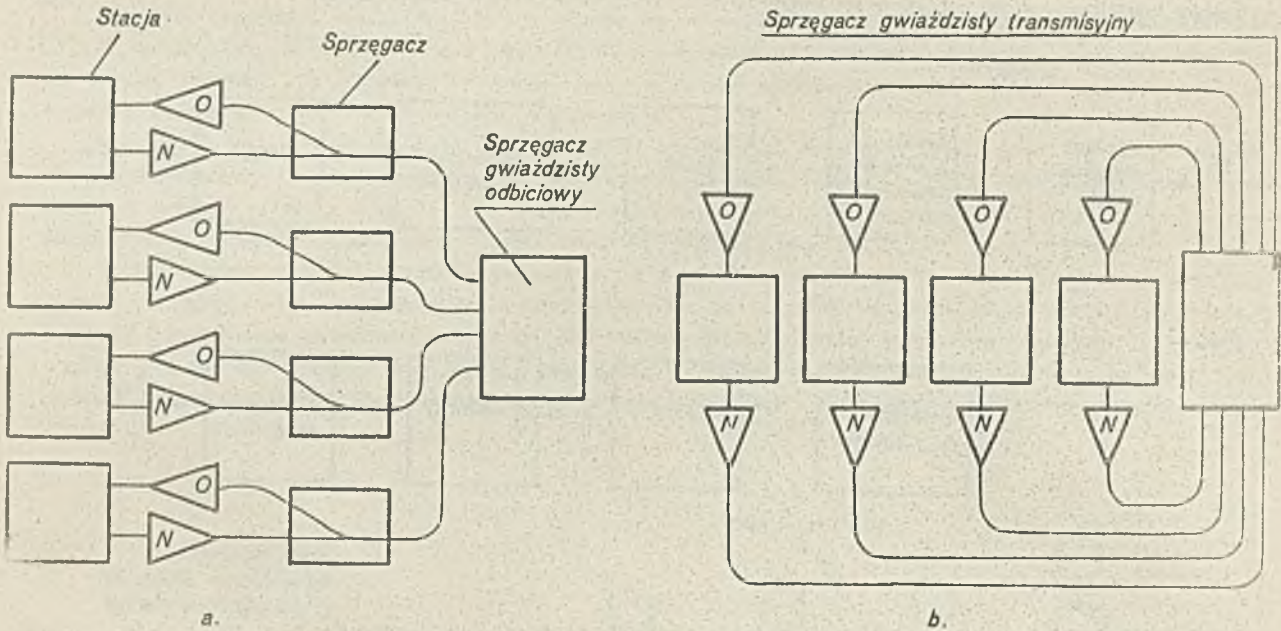 Stacja
Sprzęgacz
Sprzęgacz
gwiaździsty
odbiciowy
O
N
O
N
O
N
O
N
a.
Sprzęgacz gwiaździsty transmisyjny
O
O
O
O
N
N
N
N
b.